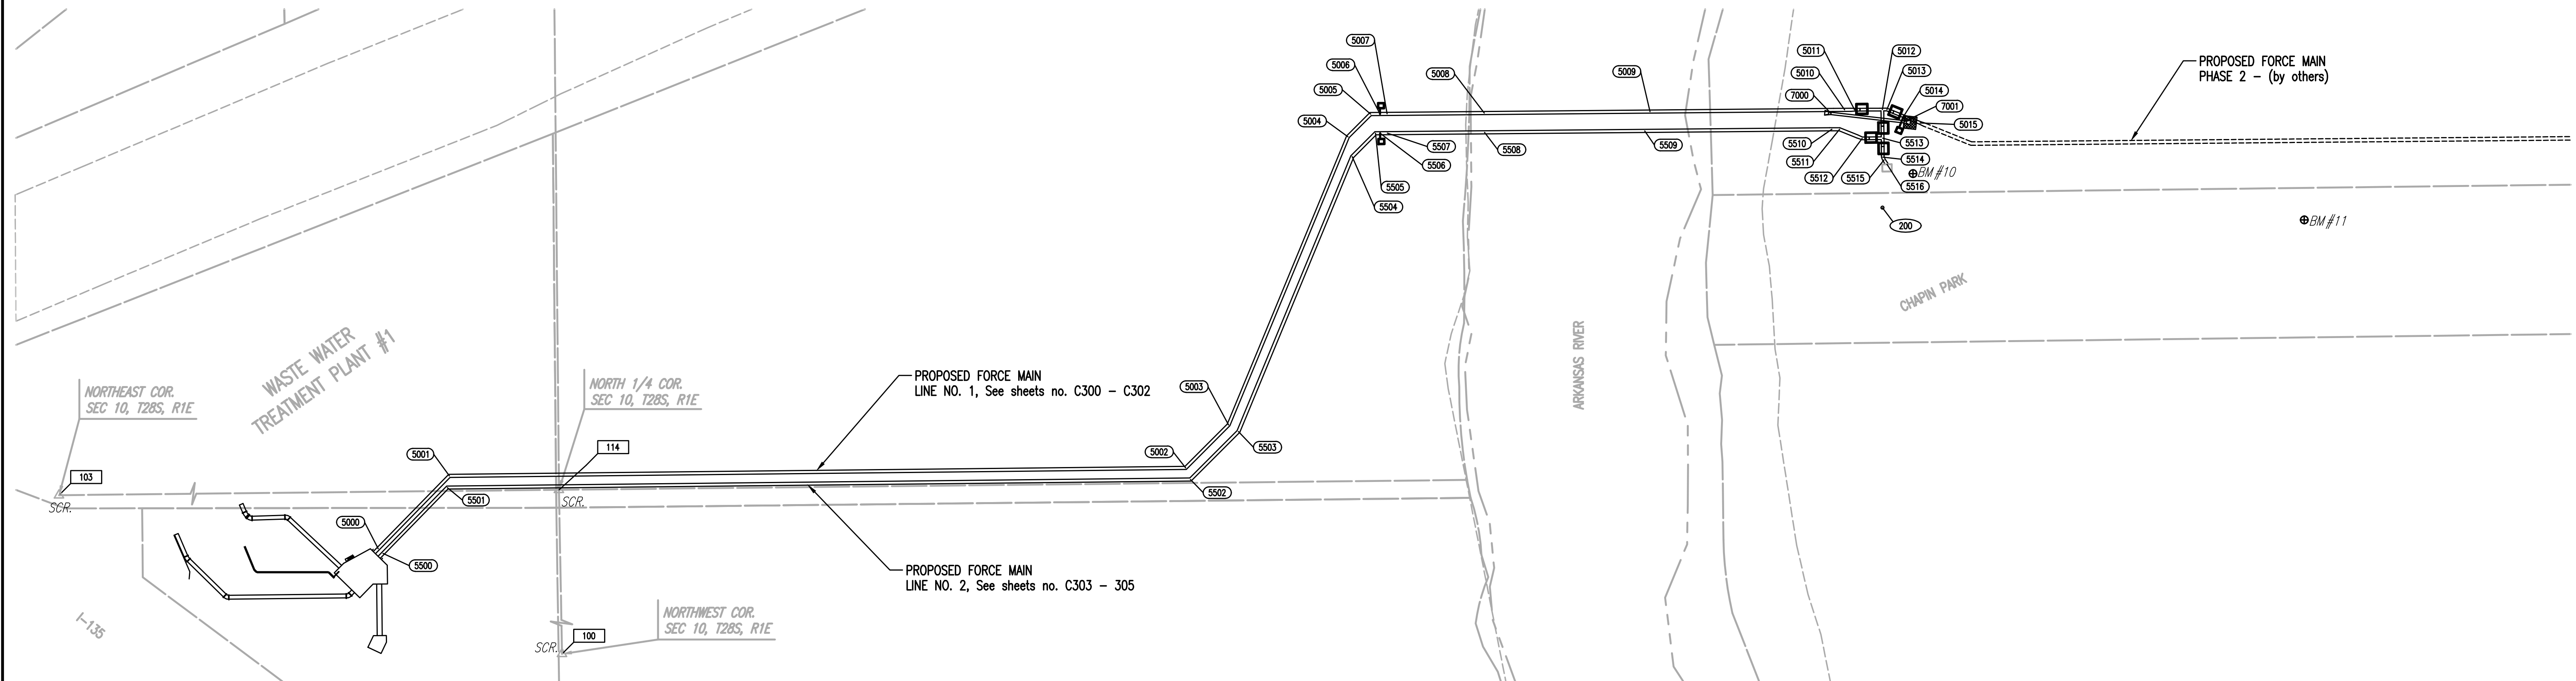 5007
5006
5005
5004
5008
5009
5011
5010
7000
5012
5013
5014
7001
5015
PROPOSED FORCE MAIN
PHASE 2 - (by others)
5507
5506
5505
5504
5508
5509
5510
5511
5512
5513
5514
5515
5516
BM #10
200
BM #11
CHAPIN PARK
ARKANSAS RIVER
WASTE WATER
TREATMENT PLANT #1
NORTHEAST COR.
SEC 10, T28S, R1E
103
SCR.
NORTH 1/4 COR.
SEC 10, T28S, R1E
114
SCR.
PROPOSED FORCE MAIN
LINE NO. 1, See sheets no. C300 - C302
5003
5002
5503
5502
5001
5501
5000
5500
PROPOSED FORCE MAIN
LINE NO. 2, See sheets no. C303 - 305
NORTHWEST COR.
SEC 10, T28S, R1E
100
SCR.
I-135